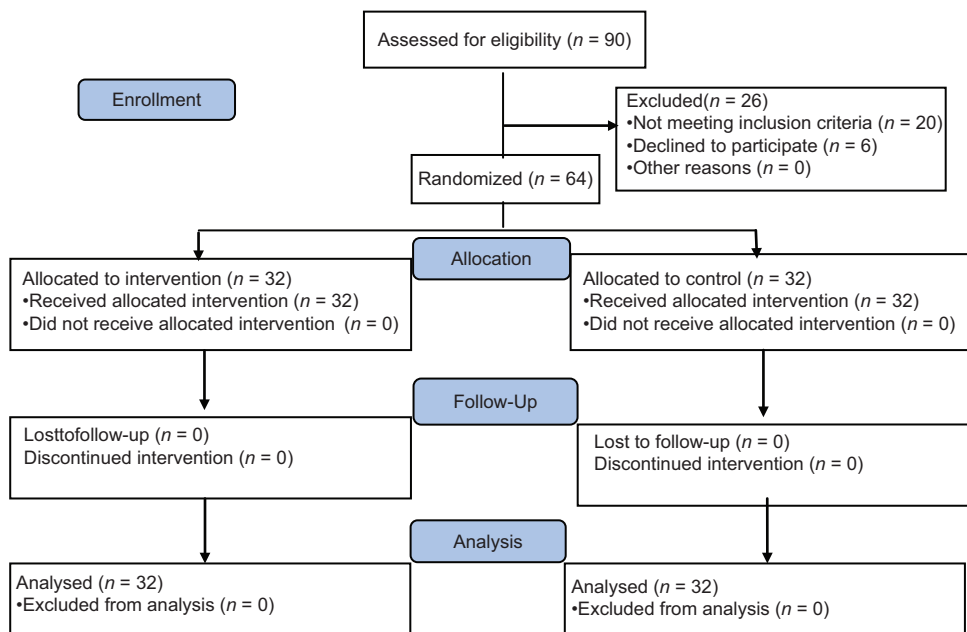 Assessed for eligibility (n = 90)
Enrollment
Excluded(n = 26)
•Not meeting inclusion criteria (n = 20)
•Declined to participate (n = 6)
•Other reasons (n = 0)
Randomized (n = 64)
Allocation
Allocated to intervention (n = 32)
•Received allocated intervention (n = 32)
•Did not receive allocated intervention (n = 0)
Allocated to control (n = 32)
•Received allocated intervention (n = 32)
•Did not receive allocated intervention (n = 0)
Follow-Up
Losttofollow-up (n = 0)
Discontinued intervention (n = 0)
Lost to follow-up (n = 0)
Discontinued intervention (n = 0)
Analysis
Analysed (n = 32)
•Excluded from analysis (n = 0)
Analysed (n = 32)
•Excluded from analysis (n = 0)